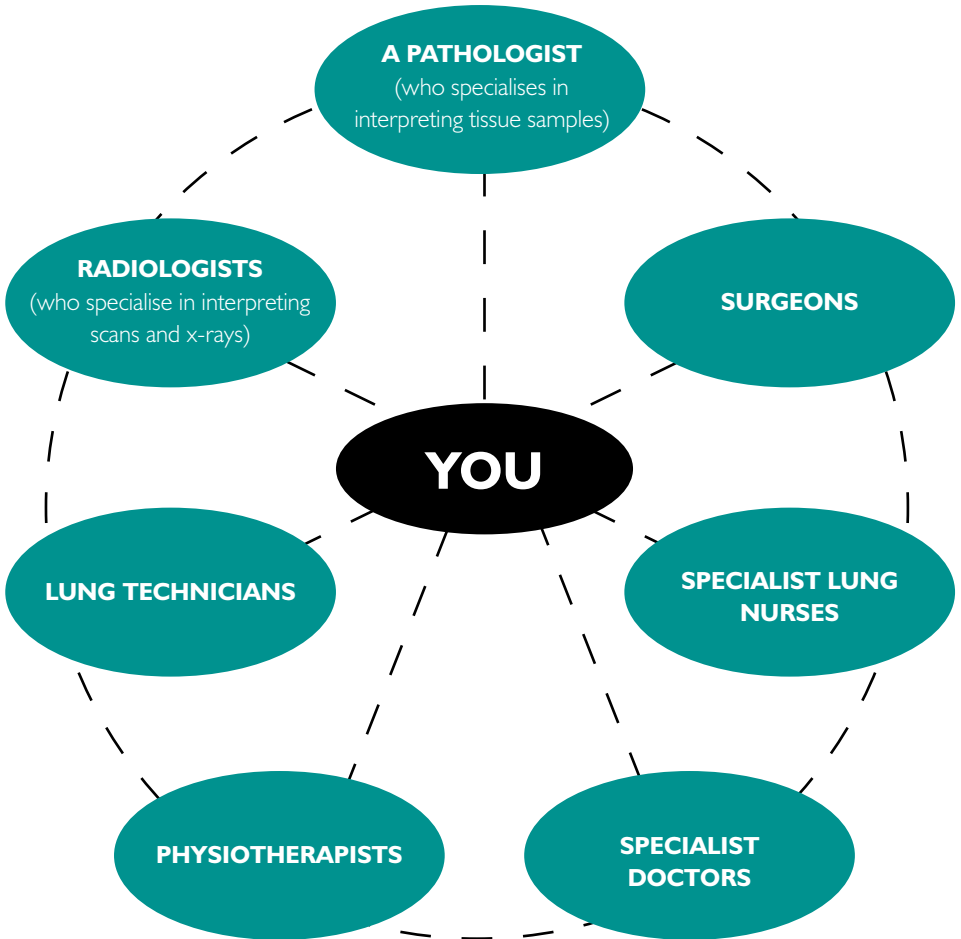 A PATHOLOGIST
(who specialises in
interpreting tissue samples)
RADIOLOGISTS
(who specialise in interpreting
scans and x-rays)
SURGEONS
YOU
LUNG TECHNICIANS
SPECIALIST LUNG
NURSES
PHYSIOTHERAPISTS
SPECIALIST
DOCTORS